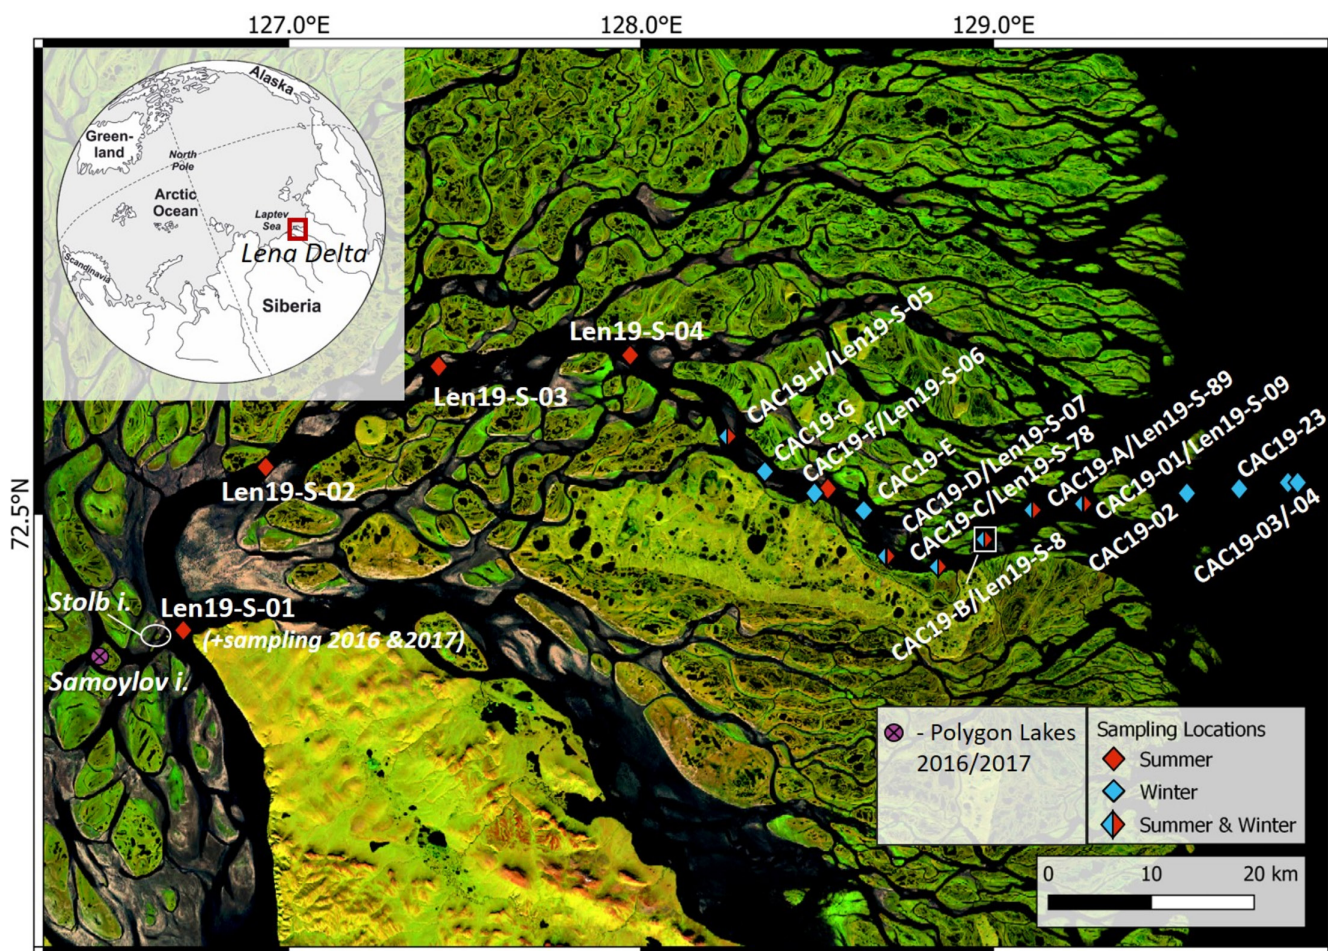 127.0°E
128.0°E
129.0°E
Alaska
Green-
land
North
Pole
Arctic
Ocean
Laptev
Sea
Lena Delta
Scandinavia
Siberia
72.5°N
Len19-S-04
Len19-S-03
Len19-S-02
CAC19-H/Len19-S-05
CAC19-G
CAC19-F/Len19-S-06
CAC19-E
CAC19-D/Len19-S-07
CAC19-C/Len19-S-78
CAC19-B/Len19-S-8
CAC19-A/Len19-S-89
CAC19-01/Len19-S-09
CAC19-02
CAC19-23
CAC19-03/-04
Stolb i.
Len19-S-01
(+sampling 2016 &2017)
Samoylov i.
- Polygon Lakes
2016/2017
Sampling Locations
Summer
Winter
Summer & Winter
0 10 20 km